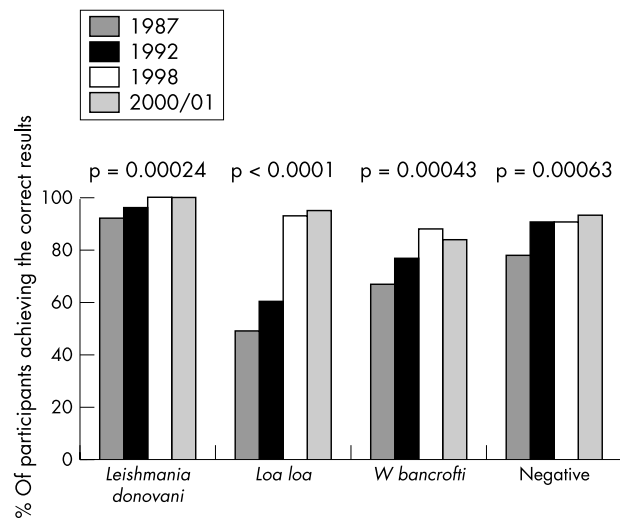 1987
1992
1998
2000/01
% Of participants achieving the correct results
p = 0.00024
p < 0.0001
p = 0.00043
p = 0.00063
100
80
60
40
20
0
Leishmania
donovani
Loa loa
W bancrofti
Negative